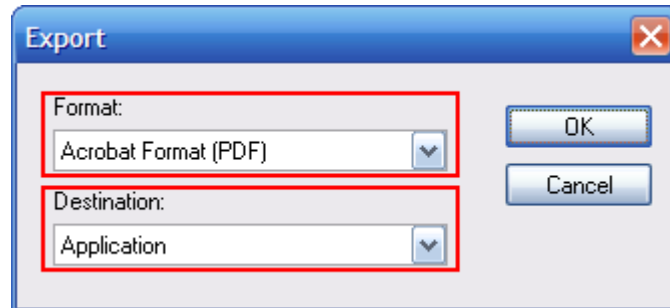 Export
Format:
Acrobat Format (PDF)
OK
Cancel
Destination:
Application